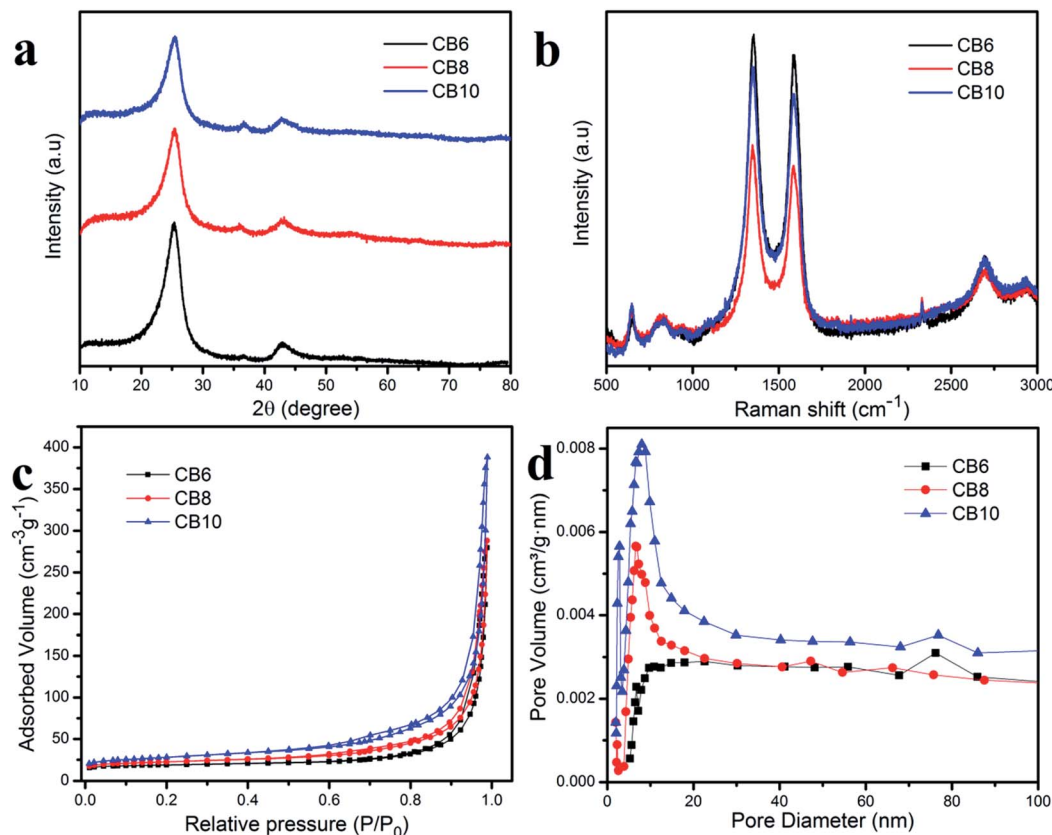 a
CB6
CB8
CB10
Intensity (a.u)
10 20 30 40 50 60 70 80
2θ (degree)
b
CB6
CB8
CB10
Intensity (a.u)
500 1000 1500 2000 2500 3000
Raman shift (cm⁻¹)
c
CB6
CB8
CB10
Adsorbed Volume (cm⁻³g⁻¹)
400
350
300
250
200
150
100
50
0
0.0 0.2 0.4 0.6 0.8 1.0
Relative pressure (P/P₀)
d
CB6
CB8
CB10
Pore Volume (cm³/g·nm)
0.008
0.006
0.004
0.002
0.000
0 20 40 60 80 100
Pore Diameter (nm)